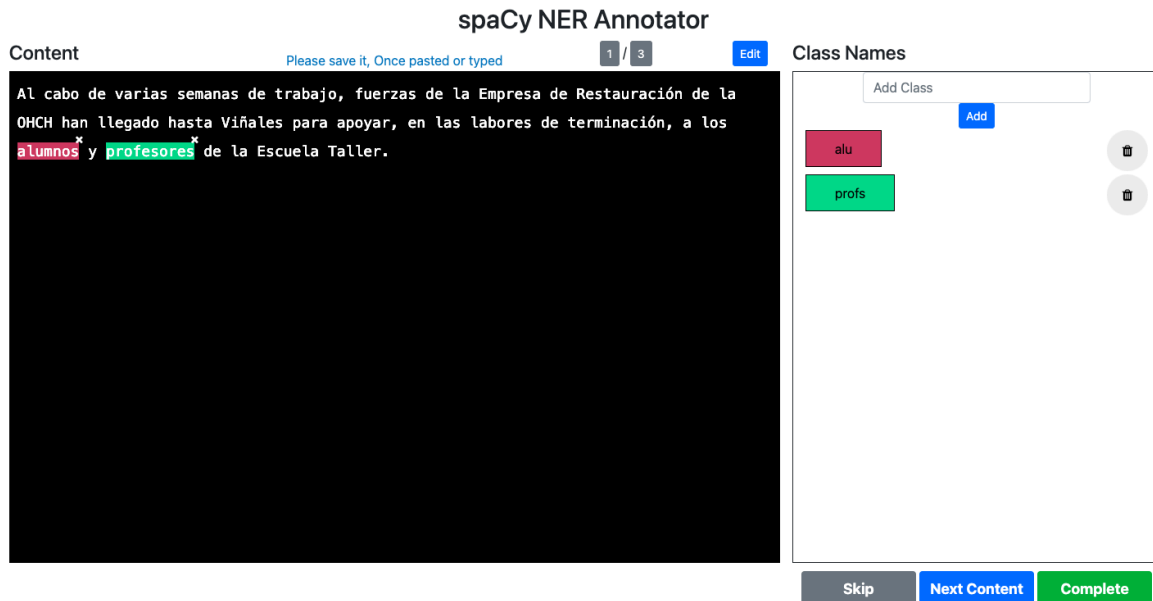 spaCy NER Annotator
Content
Please save it, Once pasted or typed
1 / 3
Edit
Class Names
Al cabo de varias semanas de trabajo, fuerzas de la Empresa de Restauración de la
OHCH han llegado hasta Viñales para apoyar, en las labores de terminación, a los
alumnos y profesores de la Escuela Taller.
Add Class
Add
alu
profs
Skip
Next Content
Complete